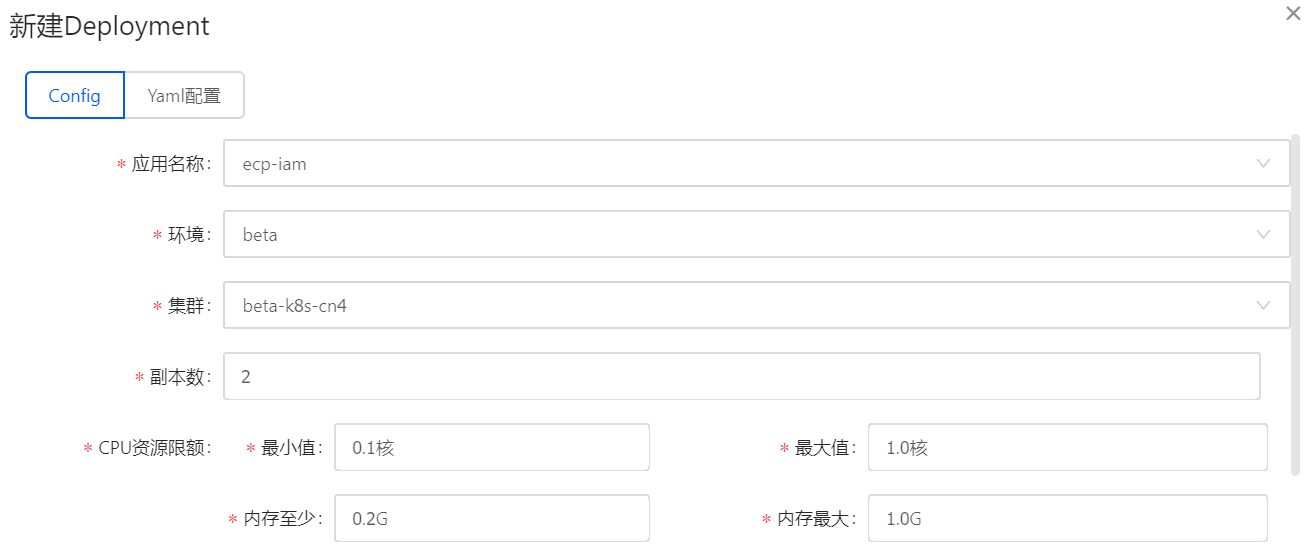 新建Deployment
Config Yaml配置
* 应用名称: ecp-iam
* 环境: beta
* 集群: beta-k8s-cn4
* 副本数: 2
* CPU资源限额: * 最小值: 0.1核 * 最大值: 1.0核
* 内存至少: 0.2G * 内存最大: 1.0G